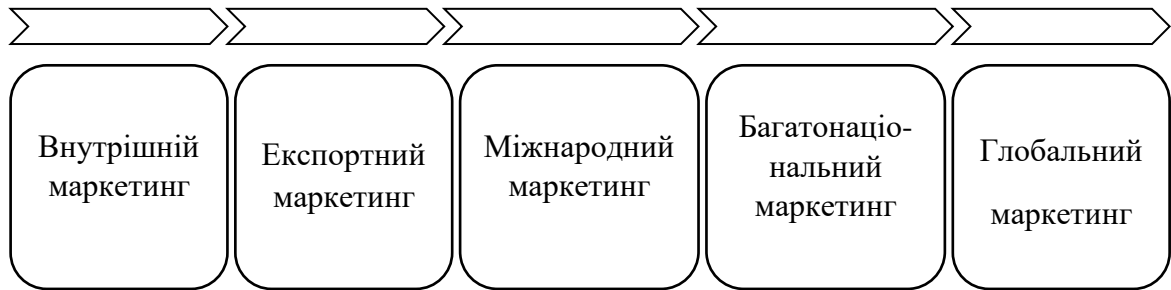 Внутрішній
маркетинг
Експортний
маркетинг
Міжнародний
маркетинг
Багатонаціо-
нальний
маркетинг
Глобальний
маркетинг